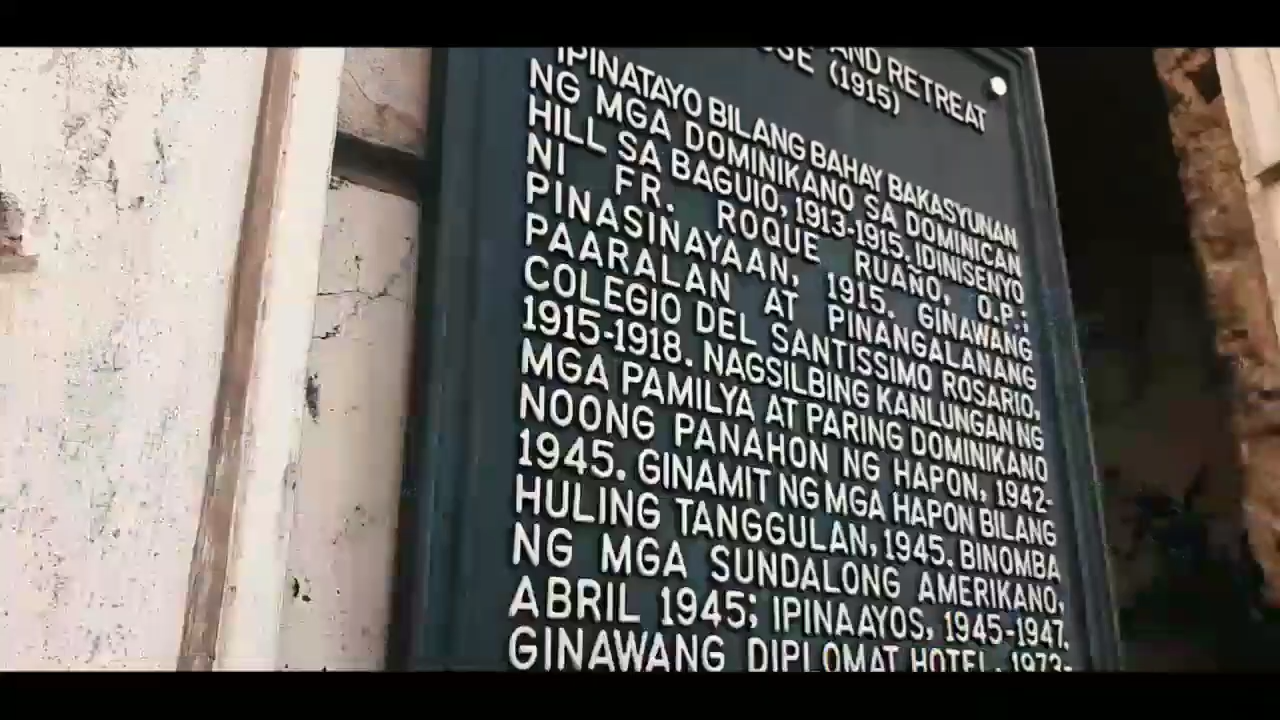 AND RETREAT
(1915)
IPINATAYO BILANG BAHAY BAKASYUNAN
NG MGA DOMINIKANO SA DOMINICAN
HILL SA BAGUIO, 1913-1915. IDINISENYO
NI FR. ROQUE RUAÑO, O.P.;
PINASINAYAAN, 1915. GINAWANG
PAARALAN AT PINANGALANANG
COLEGIO DEL SANTISSIMO ROSARIO,
1915-1918. NAGSILBING KANLUNGAN NG
MGA PAMILYA AT PARING DOMINIKANO
NOONG PANAHON NG HAPON, 1942-
1945. GINAMIT NG MGA HAPON BILANG
HULING TANGGULAN, 1945. BINOMBA
NG MGA SUNDALONG AMERIKANO,
ABRIL 1945; IPINAAYOS, 1945-1947.
GINAWANG DIPLOMAT HOTEL, 1973-